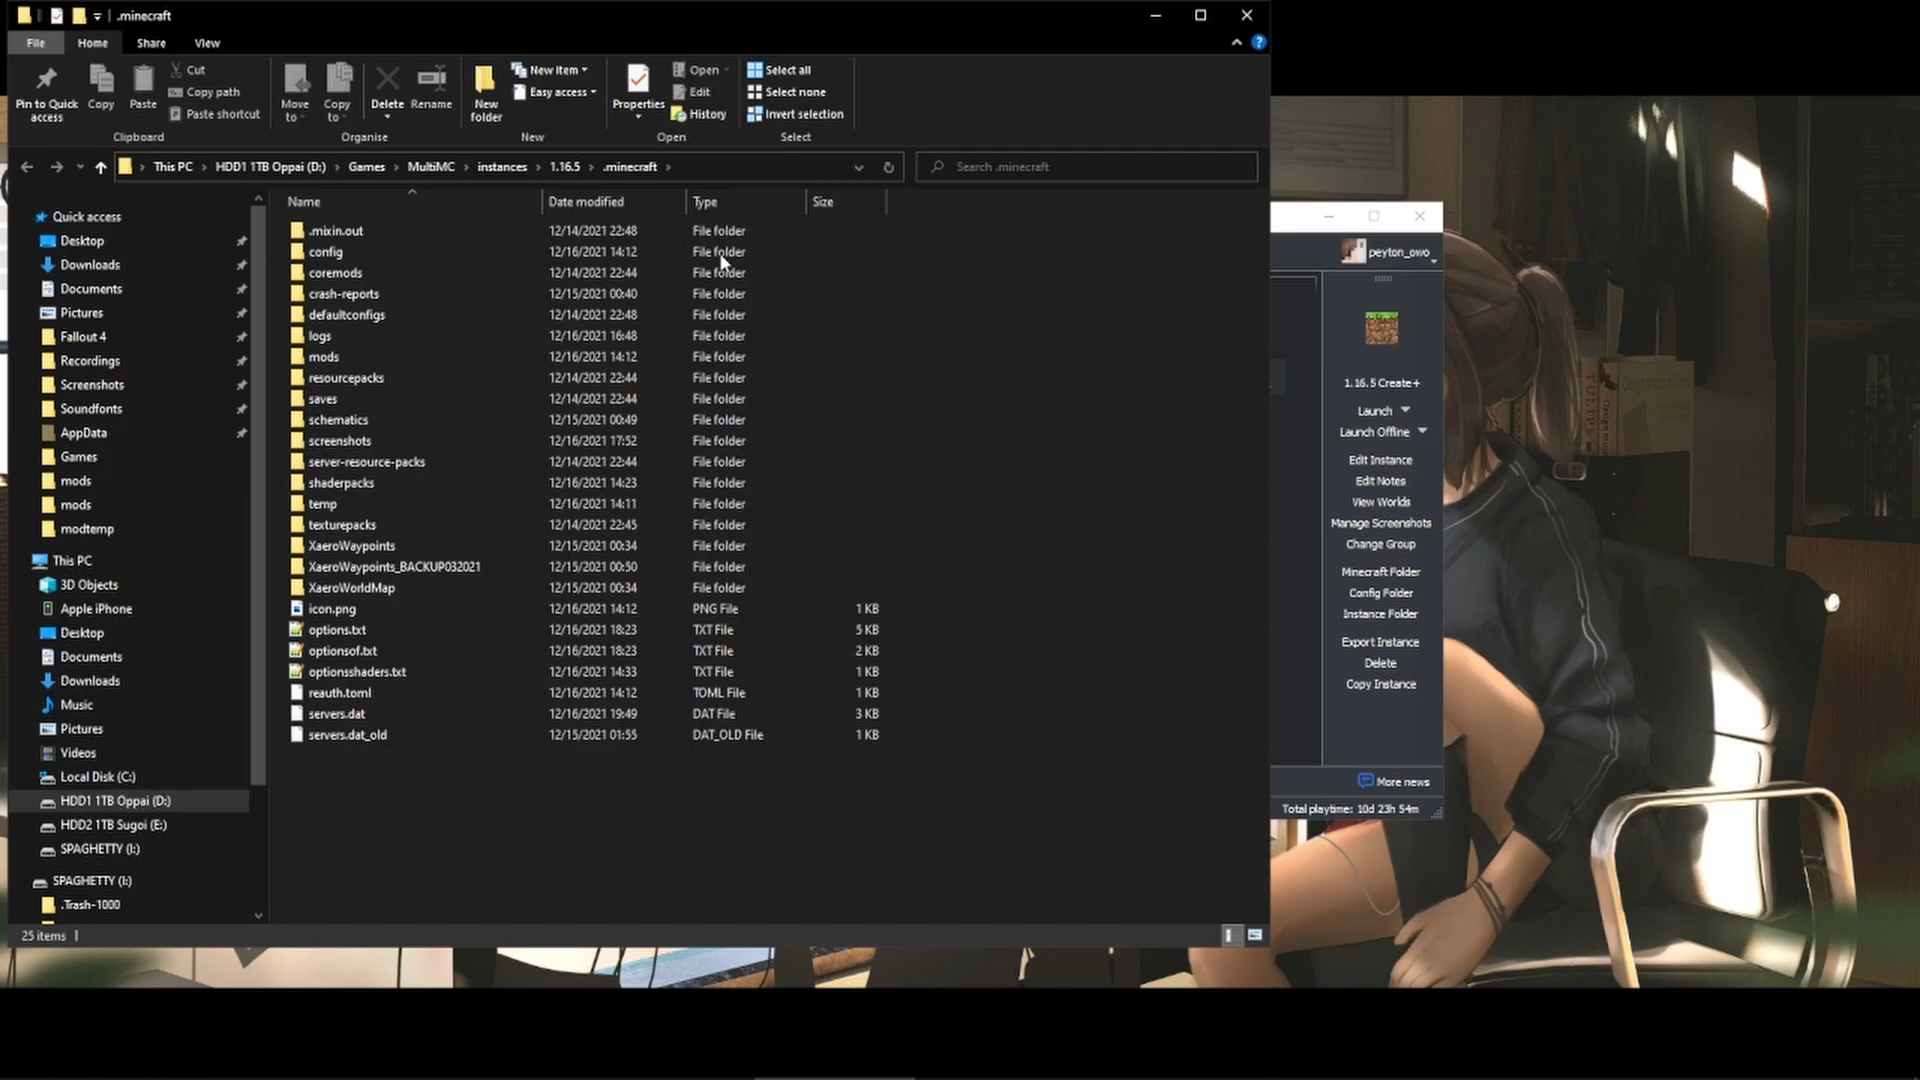 .minecraft
File Home Share View
Pin to Quick access
Copy
Paste
Cut
Copy path
Paste shortcut
Clipboard
Move to
Copy to
Delete
Rename
Organise
New folder
New item
Easy access
New
Properties
Open
Edit
History
Open
Select all
Select none
Invert selection
Select
This PC › HDD1 1TB Oppai (D:) › Games › MultiMC › instances › 1.16.5 › .minecraft ›
Search .minecraft
Quick access
Desktop
Downloads
Documents
Pictures
Fallout 4
Recordings
Screenshots
Soundfonts
AppData
Games
mods
mods
modtemp
This PC
3D Objects
Apple iPhone
Desktop
Documents
Downloads
Music
Pictures
Videos
Local Disk (C:)
HDD1 1TB Oppai (D:)
HDD2 1TB Sugoi (E:)
SPAGHETTY (I:)
SPAGHETTY (I:)
.Trash-1000
Name Date modified Type Size
.mixin.out 12/14/2021 22:48 File folder
config 12/16/2021 14:12 File folder
coremods 12/14/2021 22:44 File folder
crash-reports 12/15/2021 00:40 File folder
defaultconfigs 12/14/2021 22:48 File folder
logs 12/16/2021 16:48 File folder
mods 12/16/2021 14:12 File folder
resourcepacks 12/14/2021 22:44 File folder
saves 12/14/2021 22:44 File folder
schematics 12/15/2021 00:49 File folder
screenshots 12/16/2021 17:52 File folder
server-resource-packs 12/14/2021 22:44 File folder
shaderpacks 12/16/2021 14:23 File folder
temp 12/16/2021 14:11 File folder
texturepacks 12/14/2021 22:45 File folder
XaeroWaypoints 12/15/2021 00:34 File folder
XaeroWaypoints_BACKUP032021 12/15/2021 00:50 File folder
XaeroWorldMap 12/15/2021 00:34 File folder
icon.png 12/16/2021 14:12 PNG File 1 KB
options.txt 12/16/2021 18:23 TXT File 5 KB
optionsof.txt 12/16/2021 18:23 TXT File 2 KB
optionsshaders.txt 12/16/2021 14:33 TXT File 1 KB
reauth.toml 12/16/2021 14:12 TOML File 1 KB
servers.dat 12/16/2021 19:49 DAT File 3 KB
servers.dat_old 12/15/2021 01:55 DAT_OLD File 1 KB
25 items
peyton_owo
1.16.5 Create+
Launch
Launch Offline
Edit Instance
Edit Notes
View Worlds
Manage Screenshots
Change Group
Minecraft Folder
Config Folder
Instance Folder
Export Instance
Delete
Copy Instance
More news
Total playtime: 10d 23h 54m